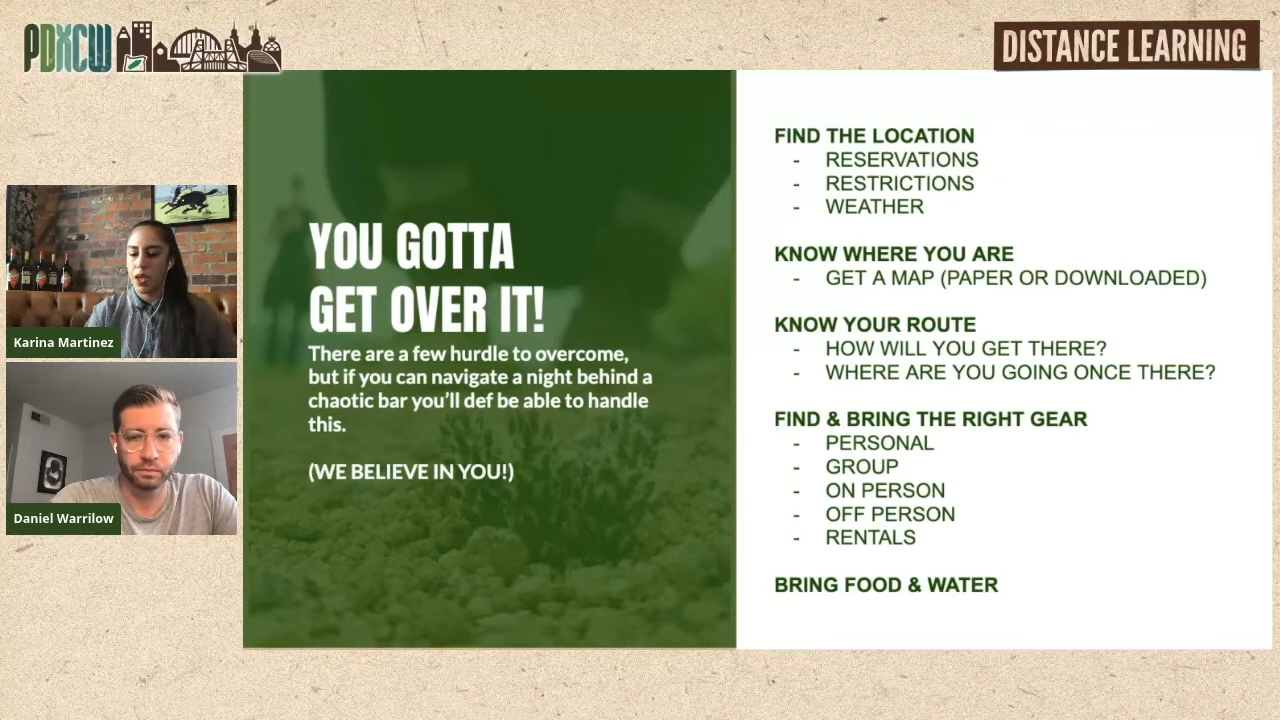 PDXCW
DISTANCE LEARNING
YOU GOTTA
GET OVER IT!
There are a few hurdle to overcome,
but if you can navigate a night behind a
chaotic bar you'll def be able to handle
this.
(WE BELIEVE IN YOU!)
FIND THE LOCATION
- RESERVATIONS
- RESTRICTIONS
- WEATHER
KNOW WHERE YOU ARE
- GET A MAP (PAPER OR DOWNLOADED)
KNOW YOUR ROUTE
- HOW WILL YOU GET THERE?
- WHERE ARE YOU GOING ONCE THERE?
FIND & BRING THE RIGHT GEAR
- PERSONAL
- GROUP
- ON PERSON
- OFF PERSON
- RENTALS
BRING FOOD & WATER
Karina Martinez
Daniel Warrilow